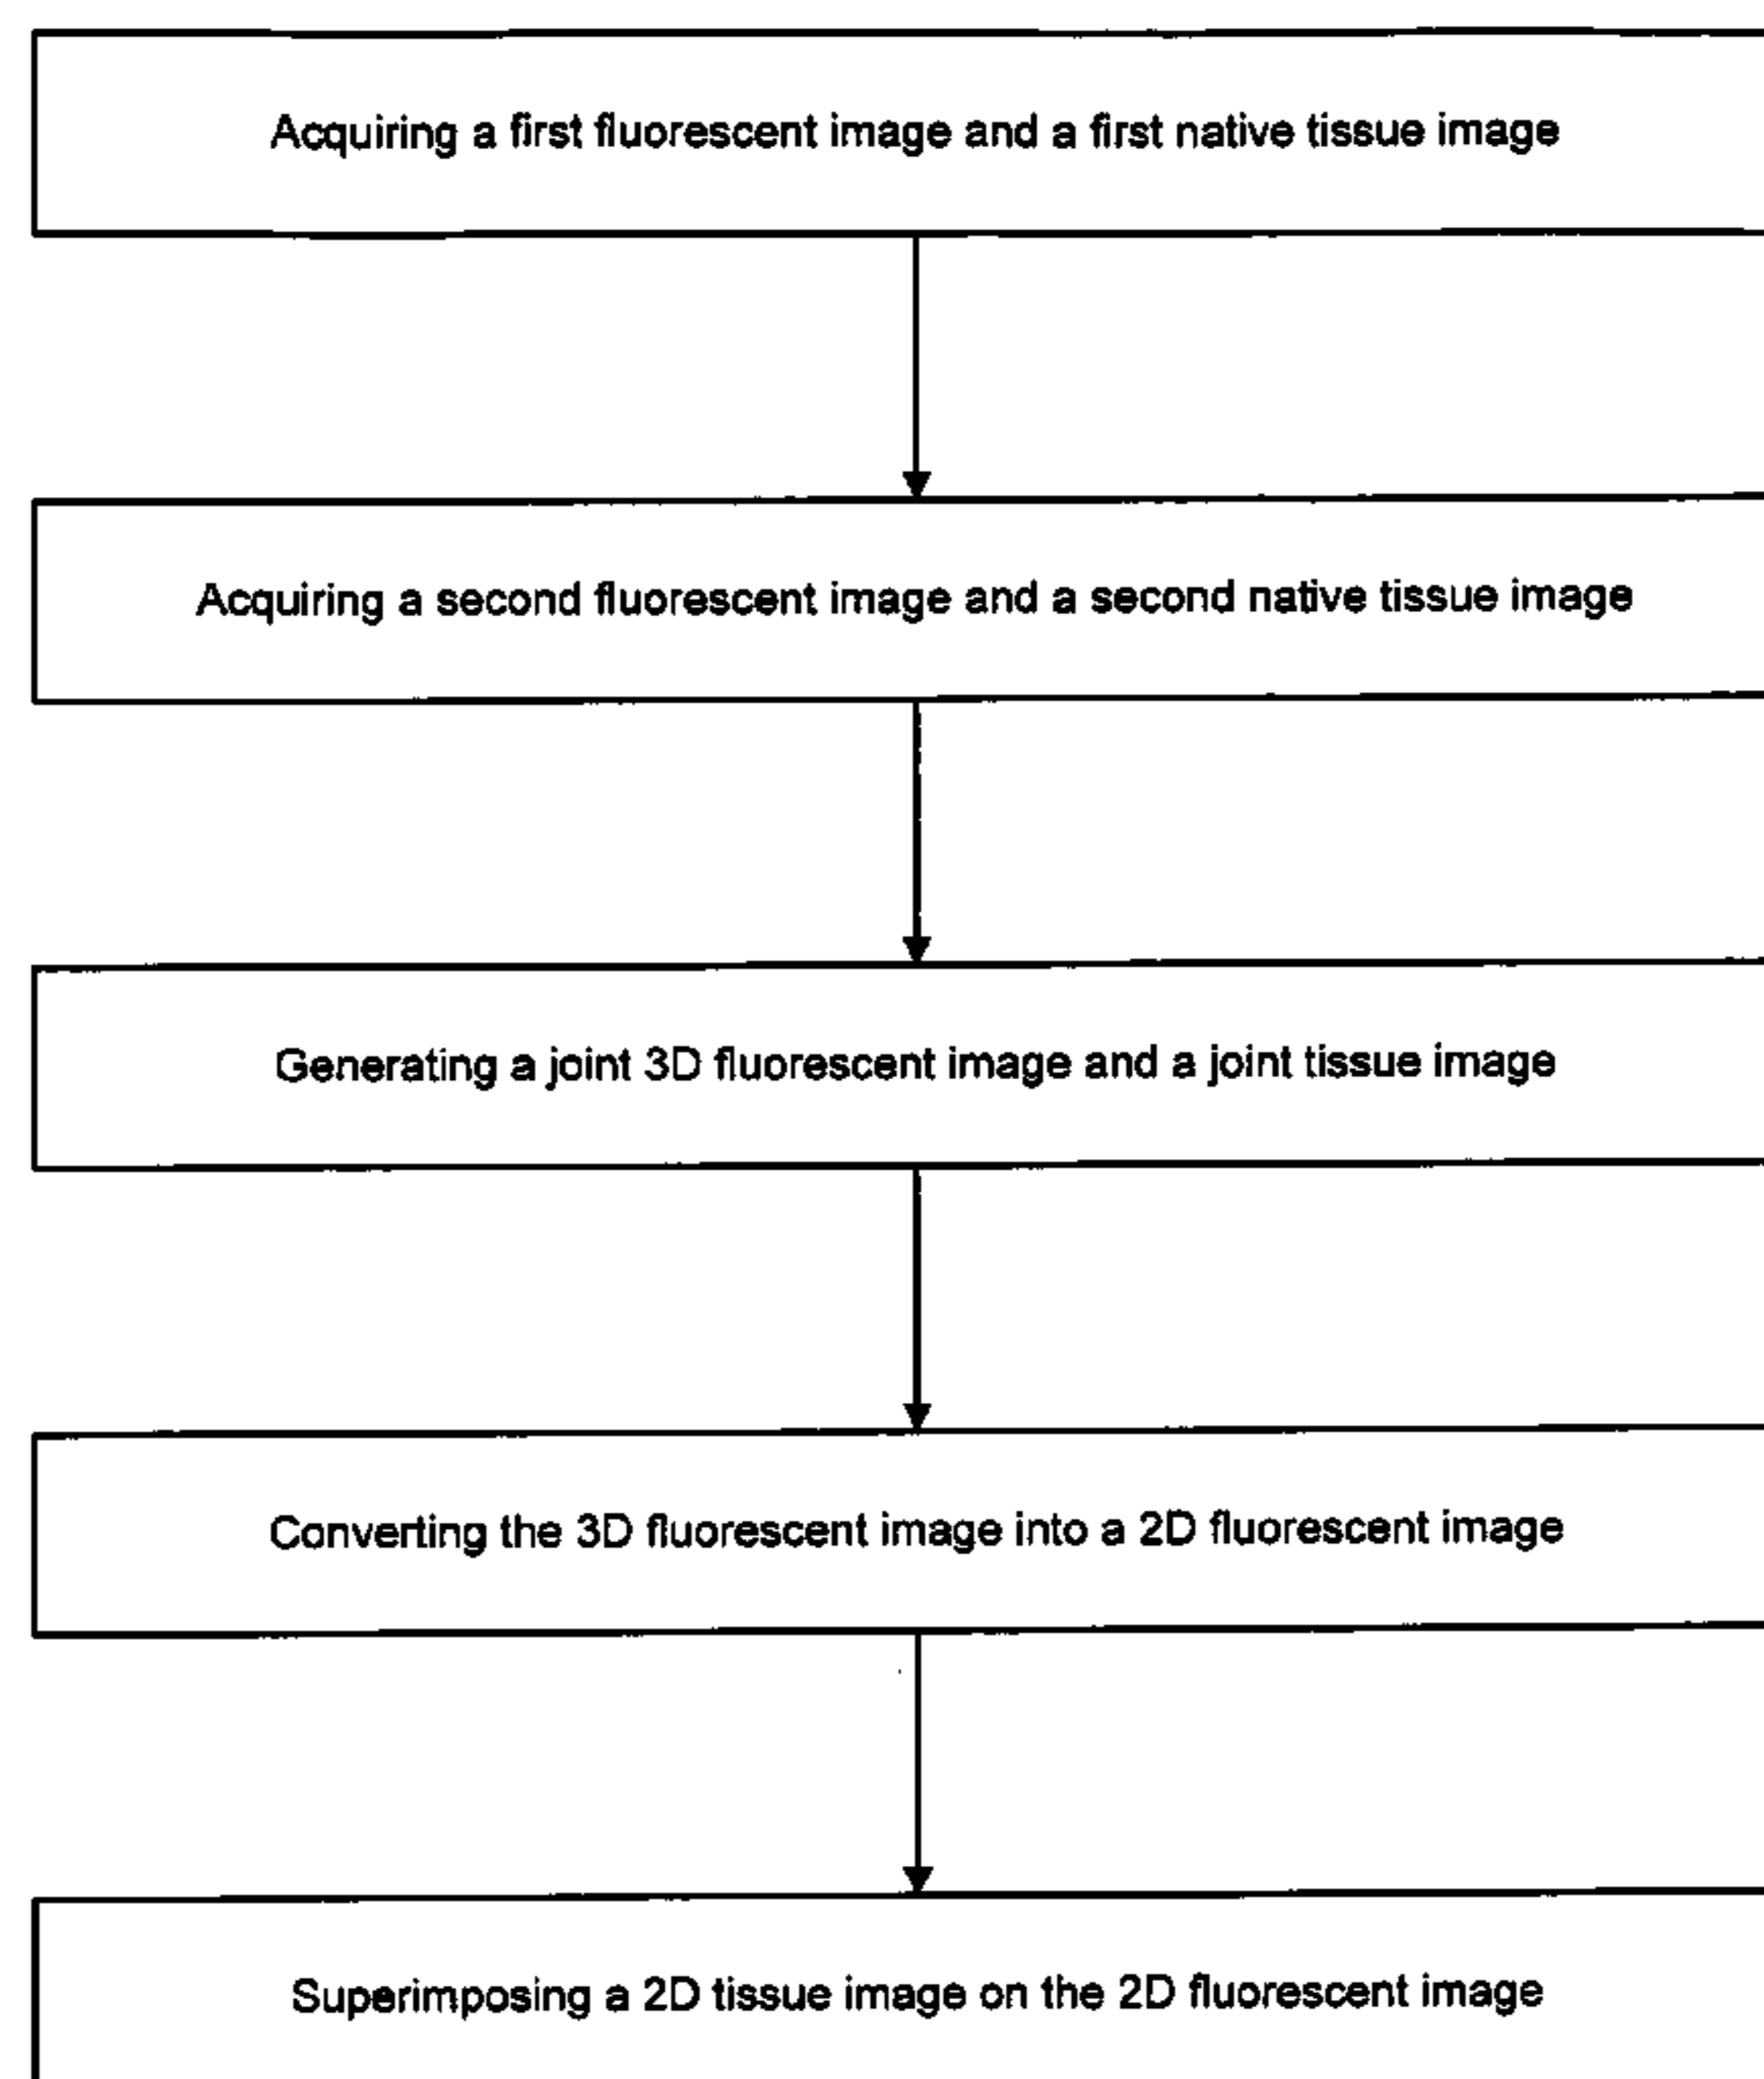 Acquiring a first fluorescent image and a first native tissue image
Acquiring a second fluorescent image and a second native tissue image
Generating a joint 3D fluorescent image and a joint tissue image
Converting the 3D fluorescent image into a 2D fluorescent image
Superimposing a 2D tissue image on the 2D fluorescent image